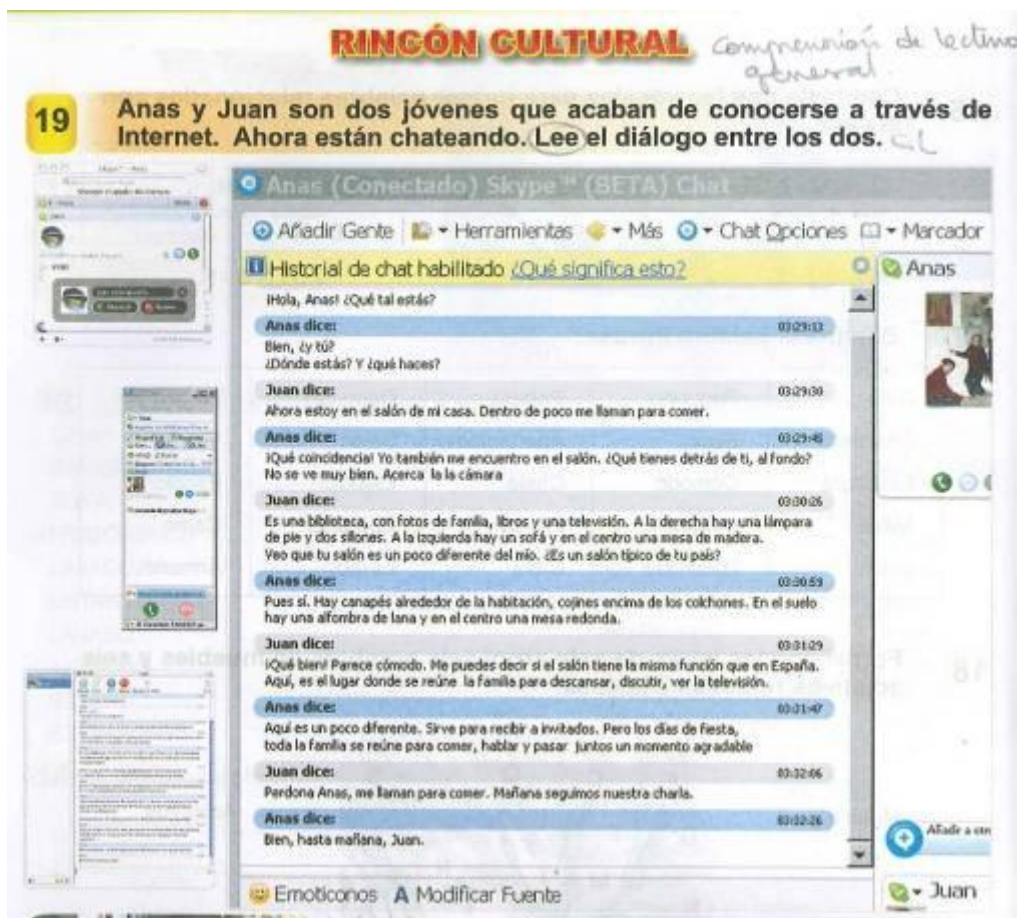 RINCÓN CULTURAL
Comprensión de lectura
general
19
Anas y Juan son dos jóvenes que acaban de conocerse a través de
Internet. Ahora están chateando. Lee el diálogo entre los dos.
CL
Anas (Conectado) Skype™ (BETA) Chat
Añadir Gente Herramientas Más Chat Opciones Marcador
Historial de chat habilitado ¿Qué significa esto?
Anas
¡Hola, Anas! ¿Qué tal estás?
Anas dice: 03:29:13
Bien, ¿y tú?
¿Dónde estás? Y ¿qué haces?
Juan dice: 03:29:30
Ahora estoy en el salón de mi casa. Dentro de poco me llaman para comer.
Anas dice: 03:29:45
¡Qué coincidencia! Yo también me encuentro en el salón. ¿Qué tienes detrás de ti, al fondo?
No se ve muy bien. Acerca la la cámara
Juan dice: 03:30:26
Es una biblioteca, con fotos de familia, libros y una televisión. A la derecha hay una lámpara
de pie y dos sillones. A la izquierda hay un sofá y en el centro una mesa de madera.
Veo que tu salón es un poco diferente del mío. ¿Es un salón típico de tu país?
Anas dice: 03:30:59
Pues sí. Hay canapés alrededor de la habitación, cojines encima de los colchones. En el suelo
hay una alfombra de lana y en el centro una mesa redonda.
Juan dice: 03:31:29
¡Qué bien! Parece cómodo. Me puedes decir si el salón tiene la misma función que en España.
Aquí, es el lugar donde se reúne la familia para descansar, discutir, ver la televisión.
Anas dice: 03:31:47
Aquí es un poco diferente. Sirve para recibir a invitados. Pero los días de fiesta,
toda la familia se reúne para comer, hablar y pasar juntos un momento agradable
Juan dice: 03:32:06
Perdona Anas, me llaman para comer. Mañana seguimos nuestra charla.
Anas dice: 03:32:26
Bien, hasta mañana, Juan.
Añadir a otro
Emoticonos A Modificar Fuente
Juan